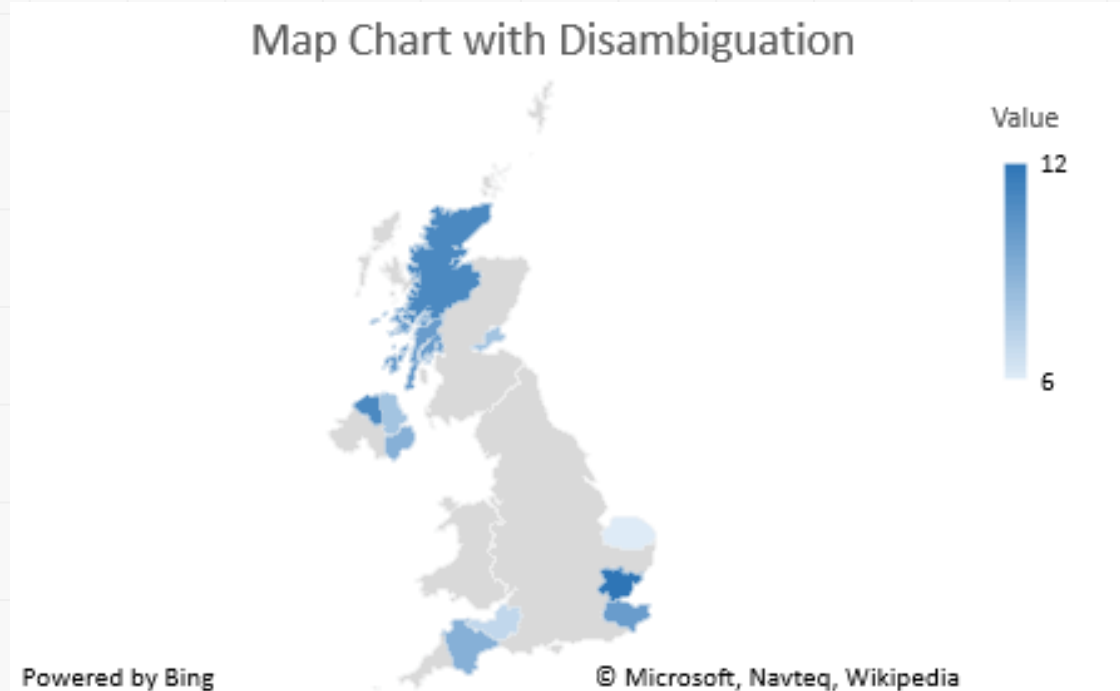 Map Chart with Disambiguation
Value
12
6
Powered by Bing
© Microsoft, Navteq, Wikipedia